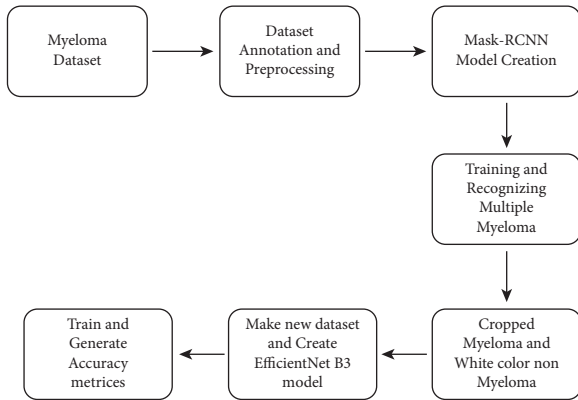 Myeloma
Dataset
Dataset
Annotation and
Preprocessing
Mask-RCNN
Model Creation
Training and
Recognizing
Multiple
Myeloma
Cropped
Myeloma and
White color non
Myeloma
Make new dataset
and Create
EfficientNet B3
model
Train and
Generate
Accuracy
metrices